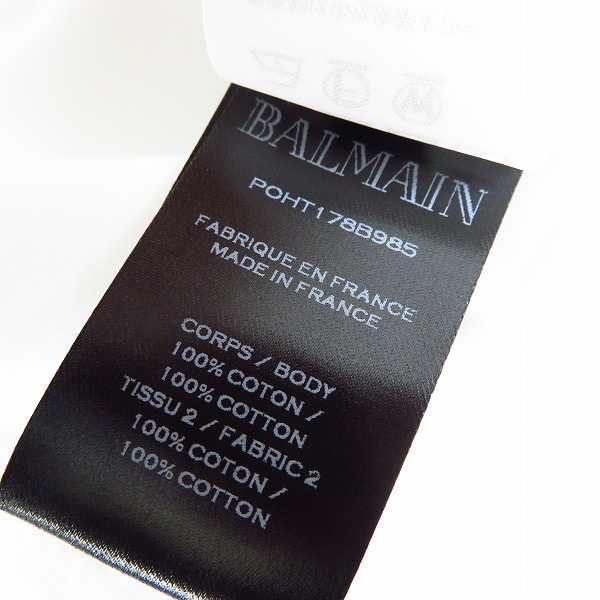 BALMAIN
POHT178B985
FABRIQUE EN FRANCE
MADE IN FRANCE
CORPS / BODY
100% COTON /
100% COTTON
TISSU 2 / FABRIC 2
100% COTON /
100% COTTON